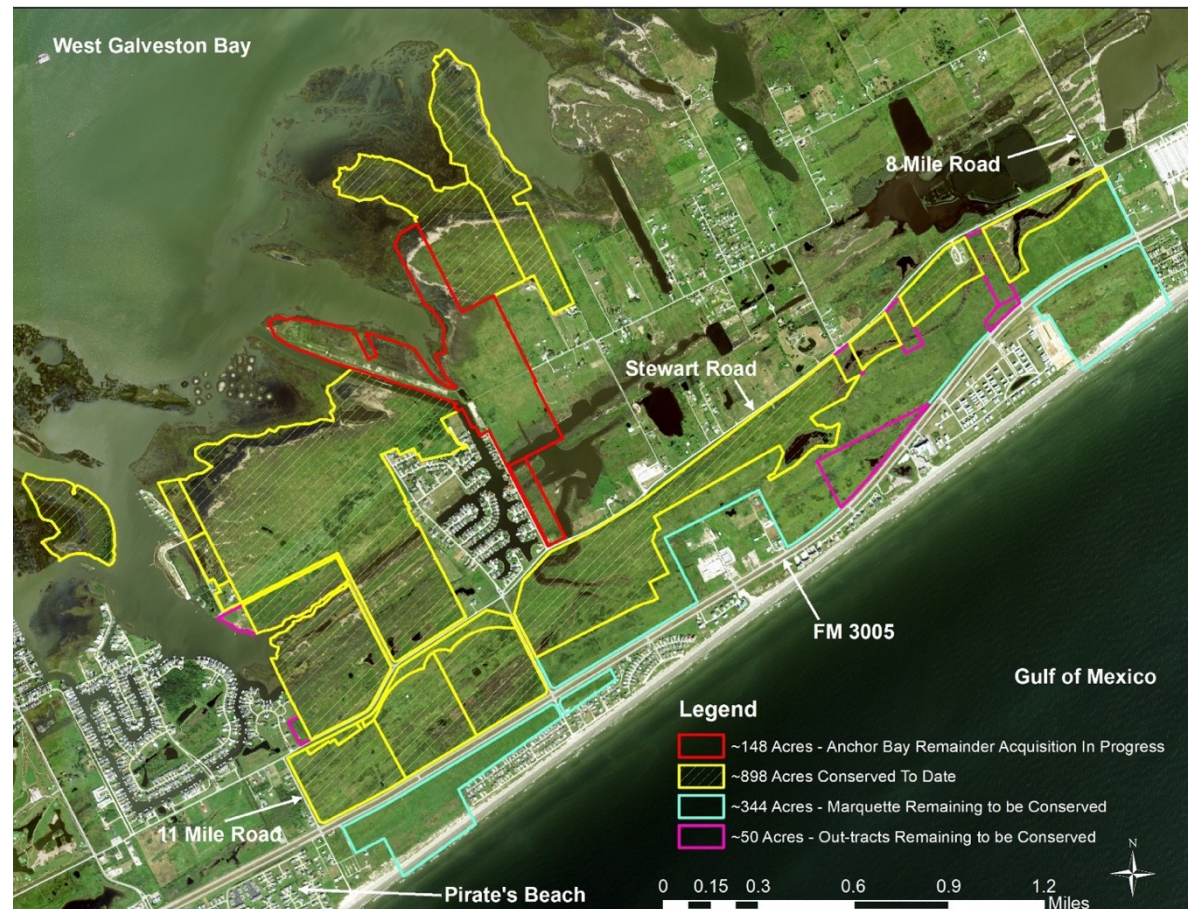 West Galveston Bay
8 Mile Road
Stewart Road
FM 3005
Gulf of Mexico
11 Mile Road
Pirate's Beach
Legend
~148 Acres - Anchor Bay Remainder Acquisition In Progress
~898 Acres Conserved To Date
~344 Acres - Marquette Remaining to be Conserved
~50 Acres - Out-tracts Remaining to be Conserved
N
0 0.15 0.3 0.6 0.9 1.2
Miles